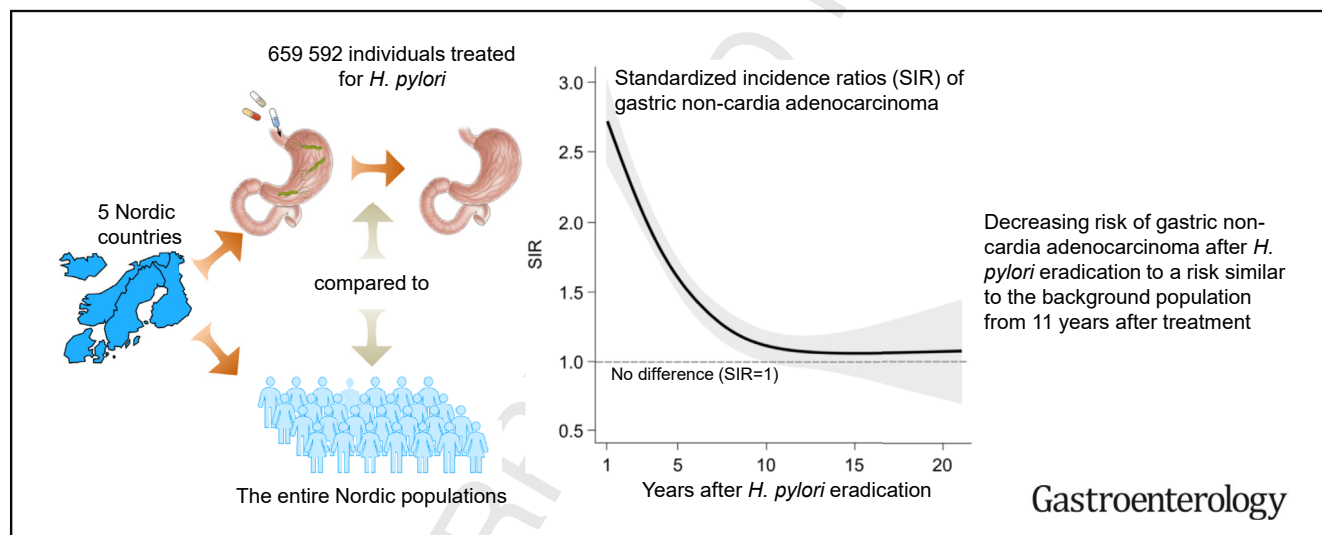 659 592 individuals treated
for H. pylori
5 Nordic
countries
compared to
The entire Nordic populations
Standardized incidence ratios (SIR) of
gastric non-cardia adenocarcinoma
SIR
3.0
2.5
2.0
1.5
1.0
0.5
No difference (SIR=1)
1 5 10 15 20
Years after H. pylori eradication
Decreasing risk of gastric non-
cardia adenocarcinoma after H.
pylori eradication to a risk similar
to the background population
from 11 years after treatment
Gastroenterology